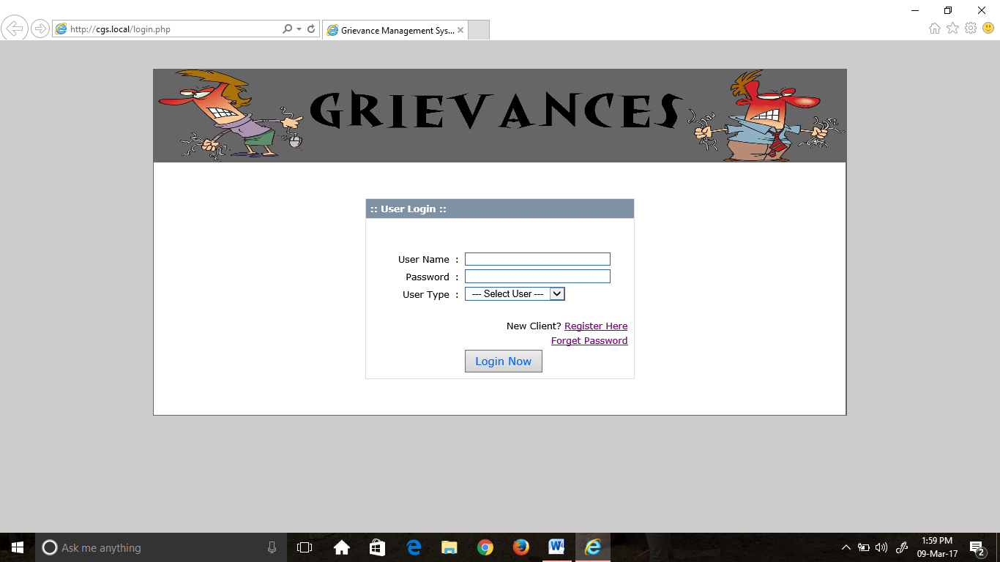 http://cgs.local/login.php
Grievance Management Sys...
GRIEVANCES
:: User Login ::
User Name :
Password :
User Type : --- Select User ---
New Client? Register Here
Forget Password
Login Now
Ask me anything
1:59 PM
09-Mar-17
2